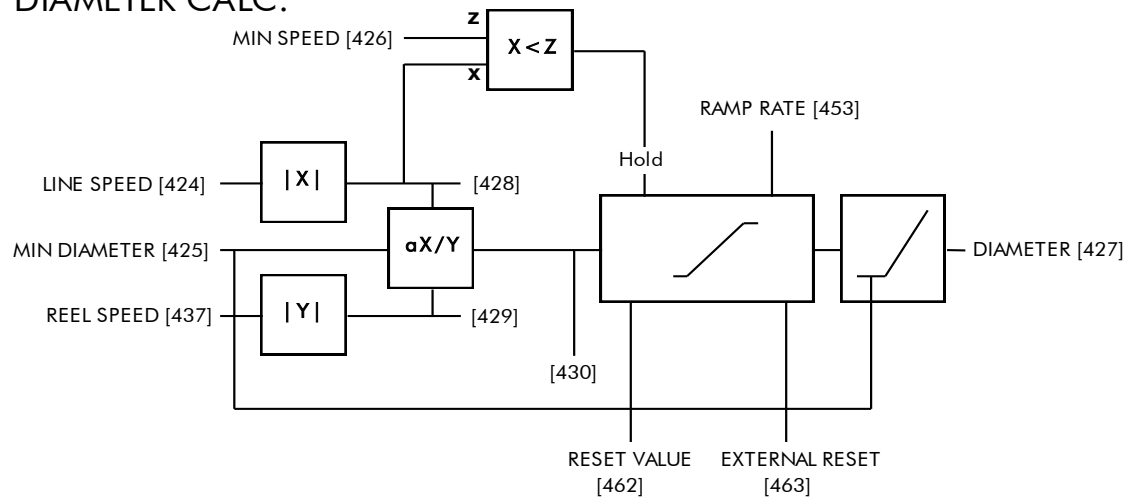 DIAMETER CALC.
z
MIN SPEED [426]
X < Z
x
RAMP RATE [453]
Hold
LINE SPEED [424]
|X|
[428]
MIN DIAMETER [425]
aX/Y
DIAMETER [427]
REEL SPEED [437]
|Y|
[429]
[430]
RESET VALUE
[462]
EXTERNAL RESET
[463]